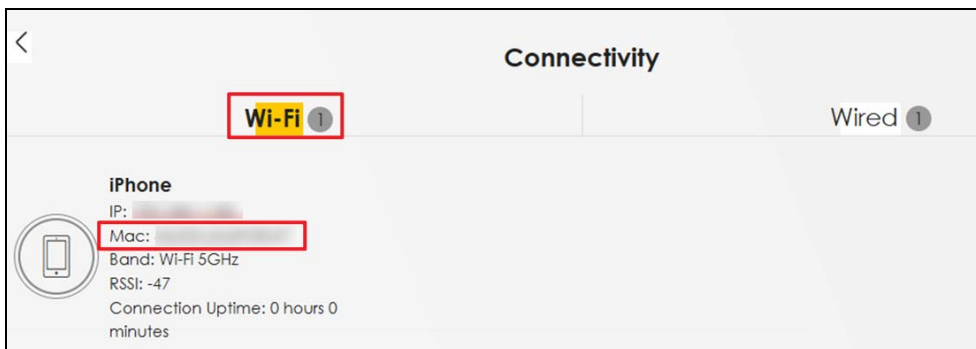 Connectivity
Wi-Fi 1
Wired 1
iPhone
IP:
Mac:
Band: Wi-Fi 5GHz
RSSI: -47
Connection Uptime: 0 hours 0
minutes